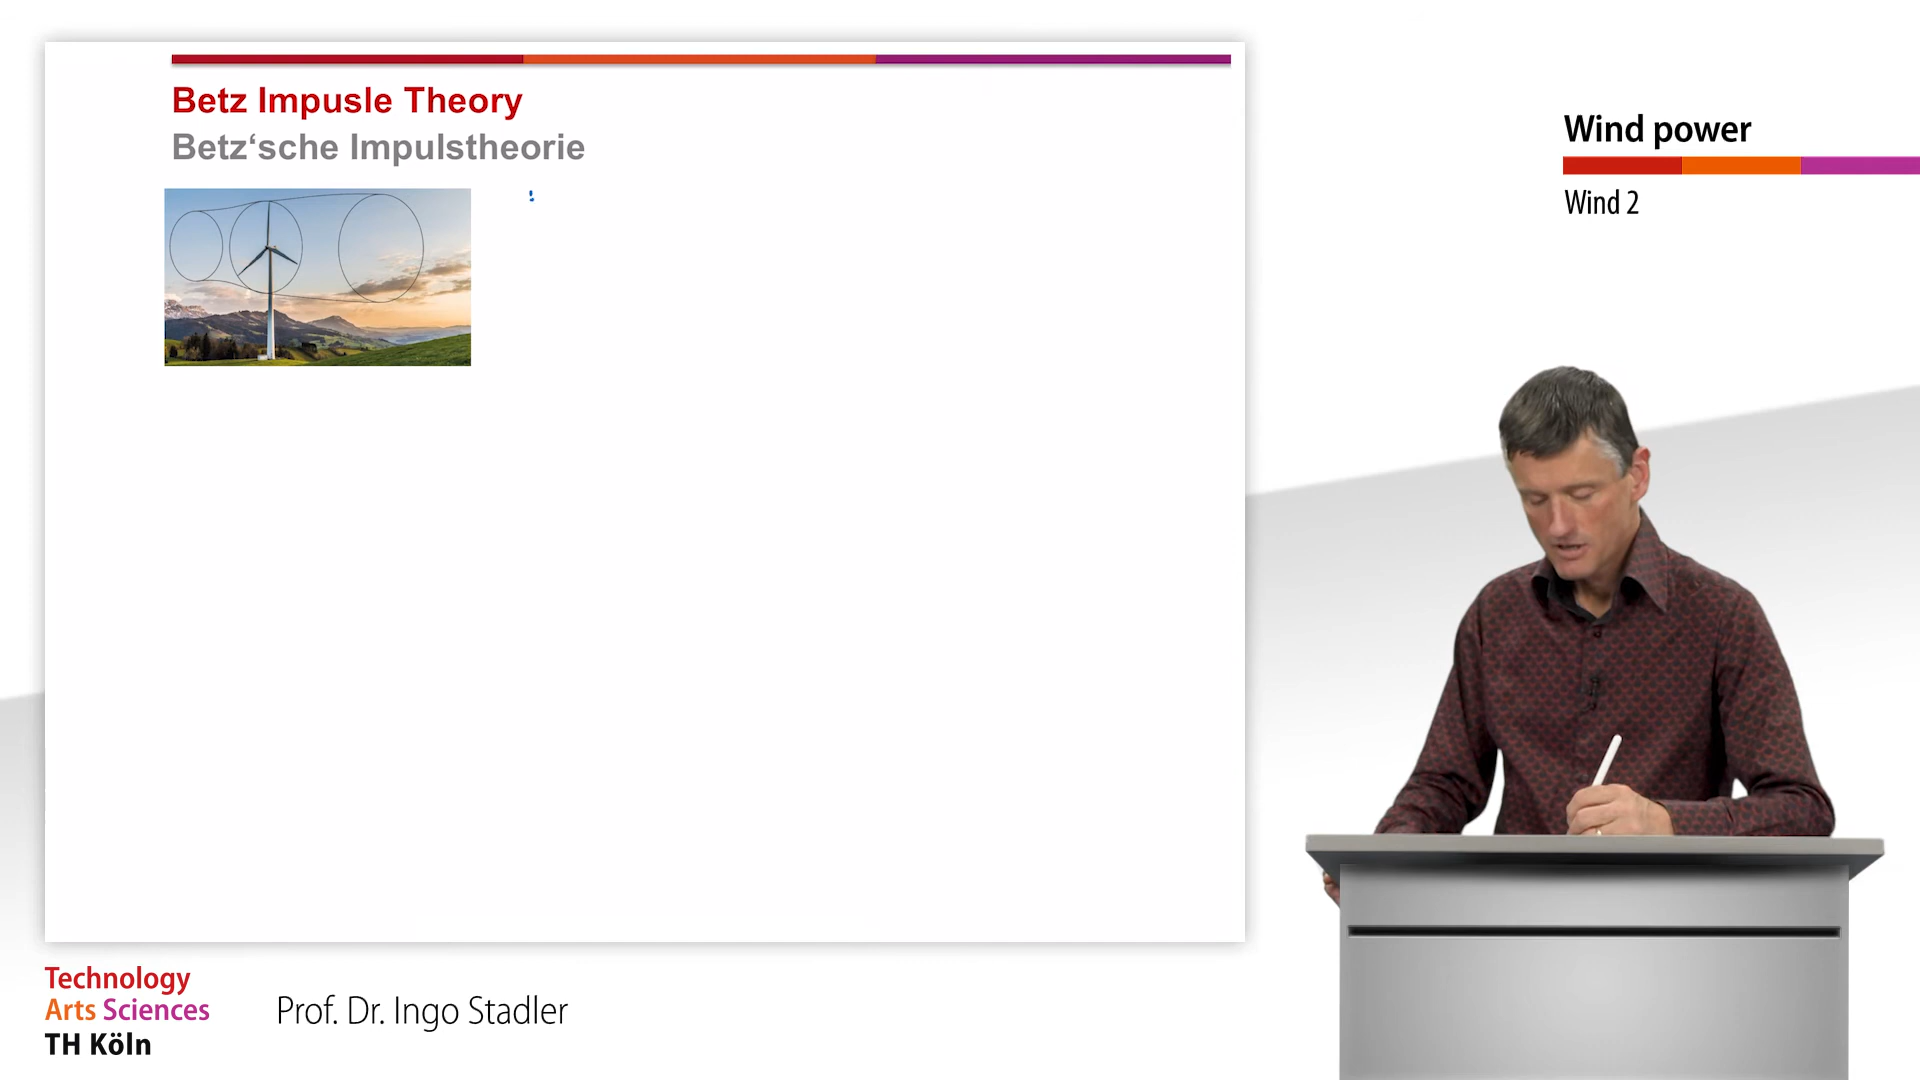 Betz Impusle Theory
Betz‘sche Impulstheorie
Wind power
Wind 2
Technology
Arts Sciences
TH Köln
Prof. Dr. Ingo Stadler